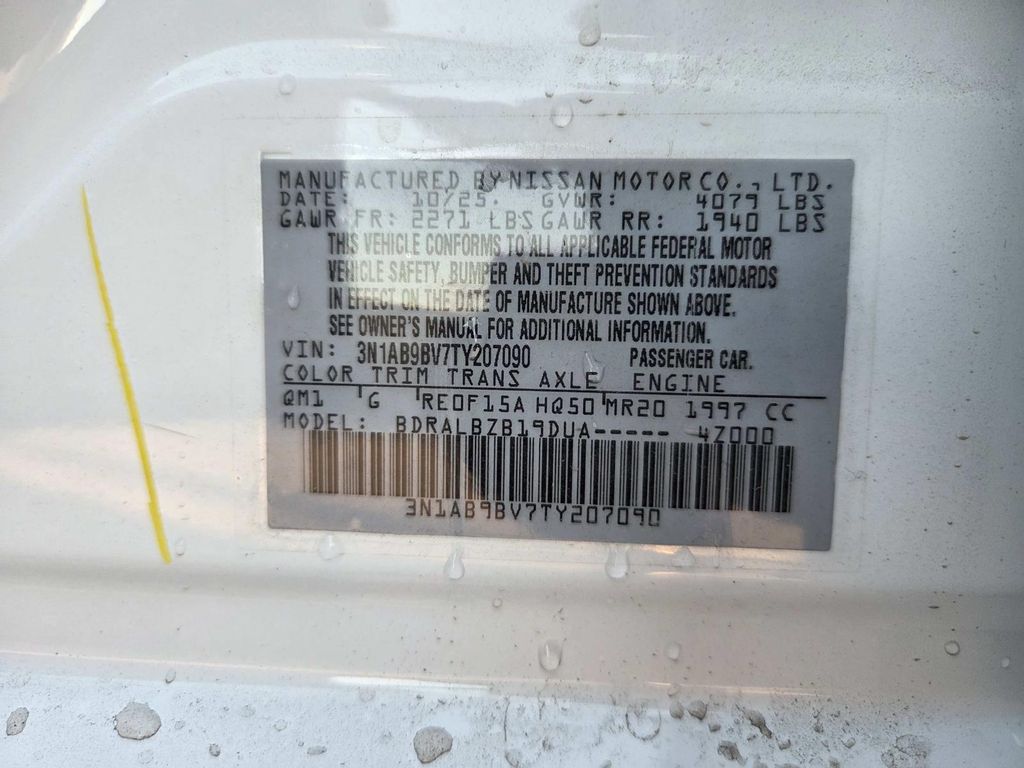 MANUFACTURED BY NISSAN MOTOR CO., LTD.
DATE: 10/25. GVWR: 4079 LBS
GAWR FR: 2271 LBS GAWR RR: 1940 LBS
THIS VEHICLE CONFORMS TO ALL APPLICABLE FEDERAL MOTOR
VEHICLE SAFETY, BUMPER AND THEFT PREVENTION STANDARDS
IN EFFECT ON THE DATE OF MANUFACTURE SHOWN ABOVE.
SEE OWNER'S MANUAL FOR ADDITIONAL INFORMATION.
VIN: 3N1AB9BV7TY207090 PASSENGER CAR.
COLOR TRIM TRANS AXLE ENGINE
QM1 G RE0F15A HQ50 MR20 1997 CC
MODEL: BDRALBZB19DUA----- 4Z000
3N1AB9BV7TY207090